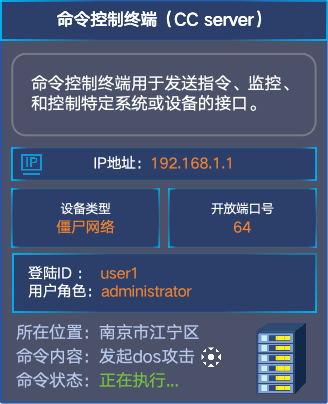 命令控制终端（CC server）
命令控制终端用于发送指令、监控、
和控制特定系统或设备的接口。
IP IP地址：192.168.1.1
设备类型 开放端口号
僵尸网络 64
登陆ID ： user1
用户角色：administrator
所在位置：南京市江宁区
命令内容：发起dos攻击
命令状态：正在执行...